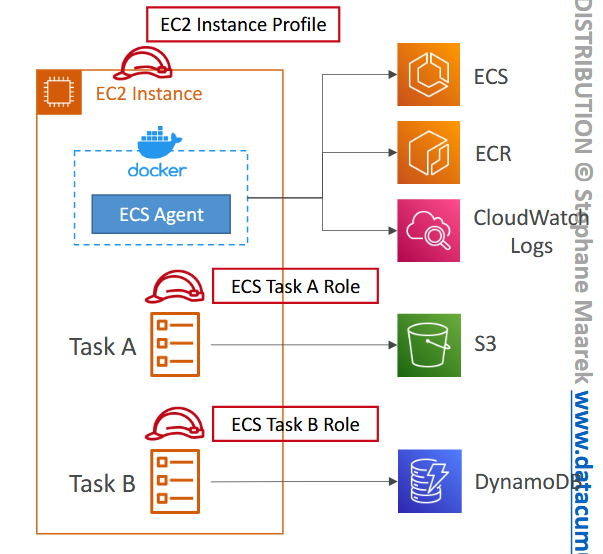 EC2 Instance Profile
EC2 Instance
docker
ECS Agent
ECS
ECR
CloudWatch
Logs
ECS Task A Role
Task A
S3
ECS Task B Role
Task B
DynamoDB
DISTRIBUTION © Stephane Maarek
www.datacum